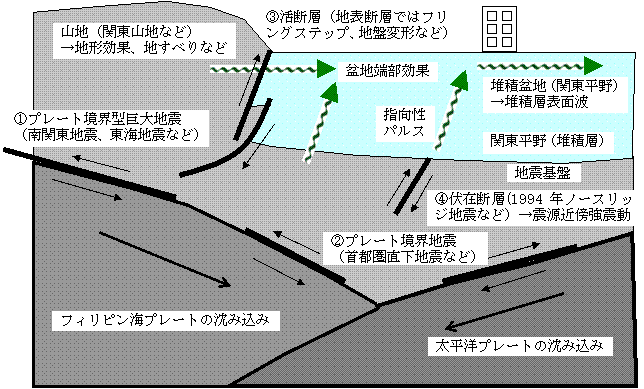 山地（関東山地など）
→地形効果、地すべりなど
③活断層（地表断層ではフリ
ングステップ、地盤変形など）
盆地端部効果
堆積盆地（関東平野）
→堆積層表面波
指向性
パルス
①プレート境界型巨大地震
（南関東地震、東海地震など）
関東平野（堆積層）
地震基盤
④伏在断層(1994 年ノースリッ
ジ地震など）→震源近傍強震動
②プレート境界地震
（首都圏直下地震など）
フィリピン海プレートの沈み込み
太平洋プレートの沈み込み